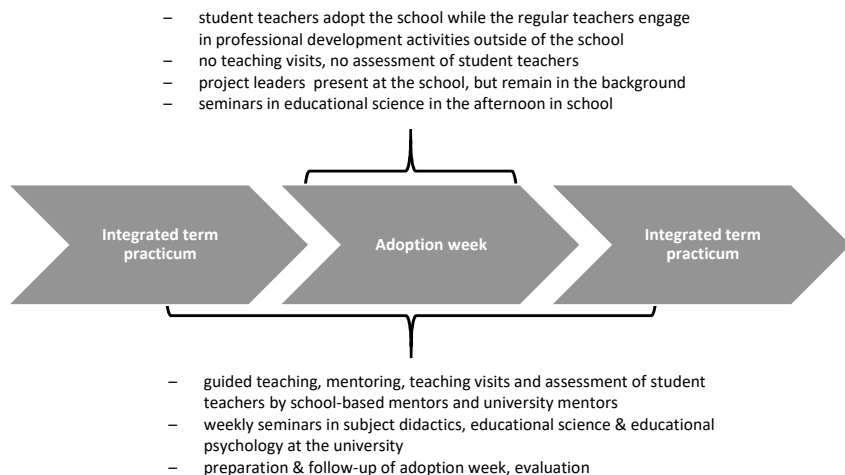 – student teachers adopt the school while the regular teachers engage
in professional development activities outside of the school
– no teaching visits, no assessment of student teachers
– project leaders present at the school, but remain in the background
– seminars in educational science in the afternoon in school
Integrated term
practicum
Adoption week
Integrated term
practicum
– guided teaching, mentoring, teaching visits and assessment of student
teachers by school-based mentors and university mentors
– weekly seminars in subject didactics, educational science & educational
psychology at the university
– preparation & follow-up of adoption week, evaluation